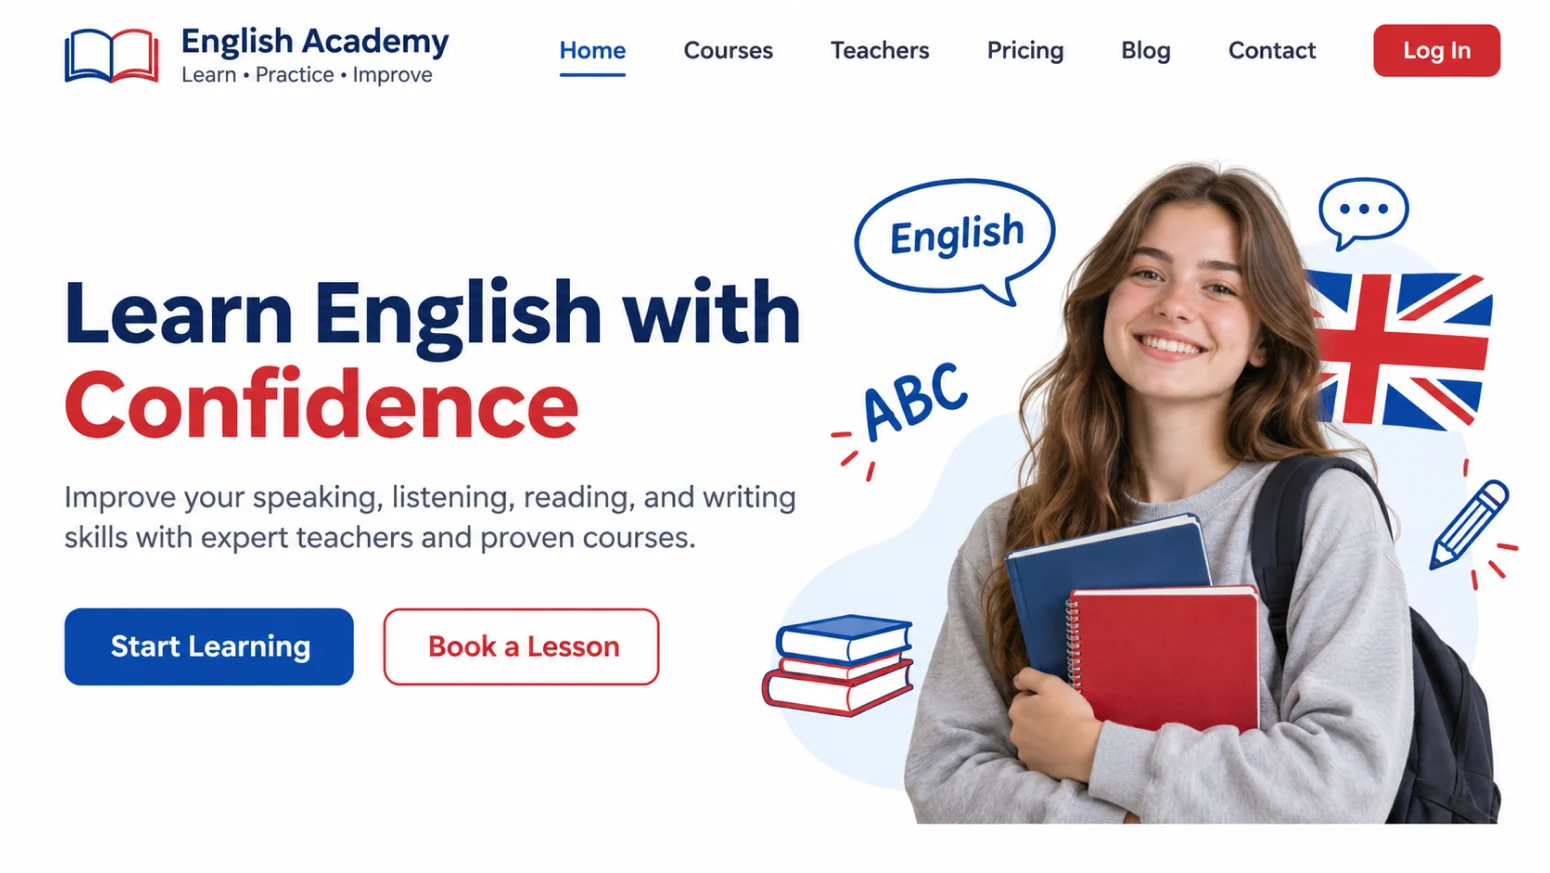 English Academy
Learn • Practice • Improve
Home
Courses
Teachers
Pricing
Blog
Contact
Log In
English
ABC
Learn English with
Confidence
Improve your speaking, listening, reading, and writing
skills with expert teachers and proven courses.
Start Learning
Book a Lesson